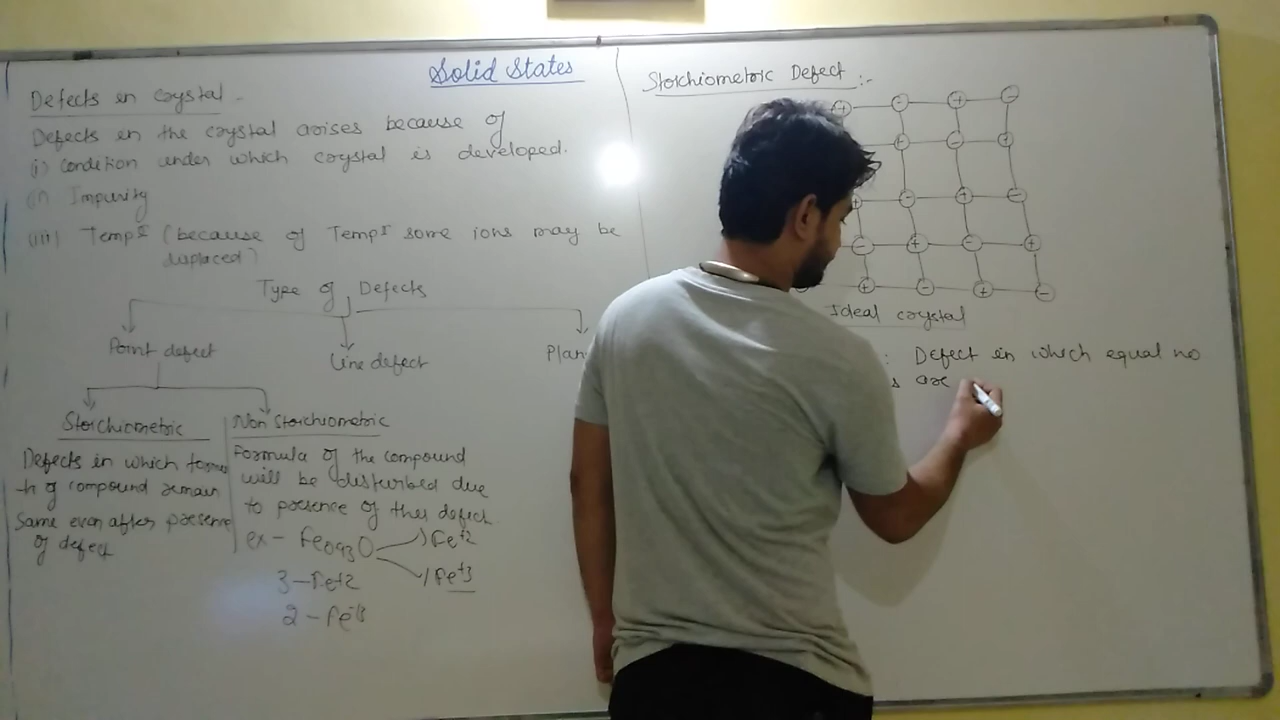 Solid States
Defects in crystal -
Defects in the crystal arises because of
(i) Condition under which crystal is developed.
(ii) Impurity
(iii) Tempr (because of Tempr some ions may be
displaced)
Type of Defects
Point defect
Line defect
Plan
Stoichiometric
Defects in which
of compound remain
Same even after presence
of defect
Non Stoichiometric
Formula of the compound
will be disturbed due
to presence of this defect
ex - Fe0.93O
Fe+2
Fe+3
3-Fe+2
2-Fe+3
Stoichiometric Defect :-
+ - + -
+ - +
+ - + -
- + - +
+ - + -
Ideal crystal
: Defect in which equal no
s are